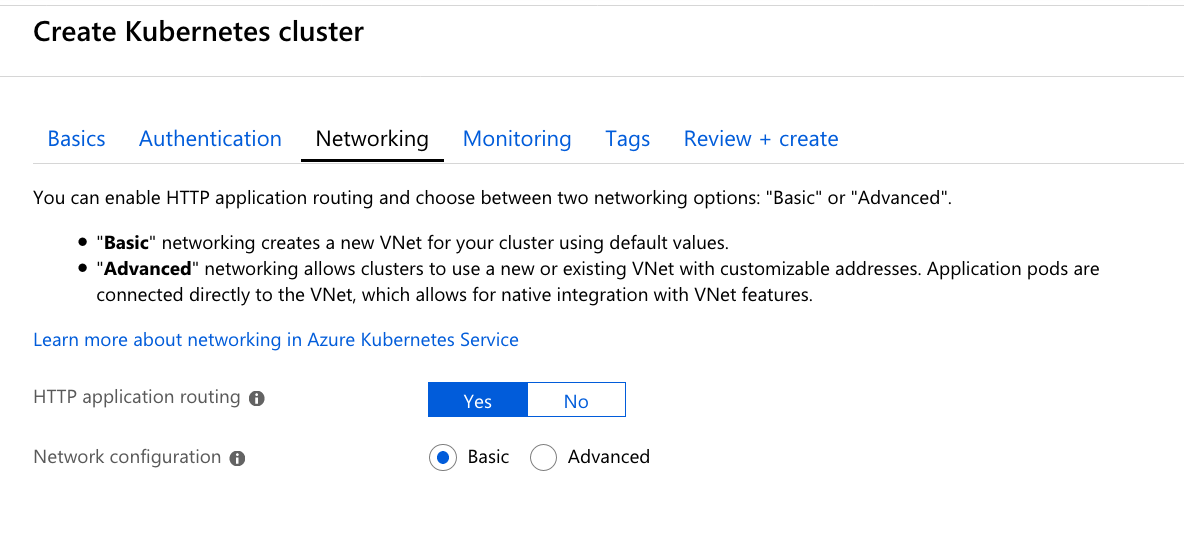 Create Kubernetes cluster
Basics Authentication Networking Monitoring Tags Review + create
You can enable HTTP application routing and choose between two networking options: "Basic" or "Advanced".
• "Basic" networking creates a new VNet for your cluster using default values.
• "Advanced" networking allows clusters to use a new or existing VNet with customizable addresses. Application pods are
connected directly to the VNet, which allows for native integration with VNet features.
Learn more about networking in Azure Kubernetes Service
HTTP application routing Yes No
Network configuration Basic Advanced